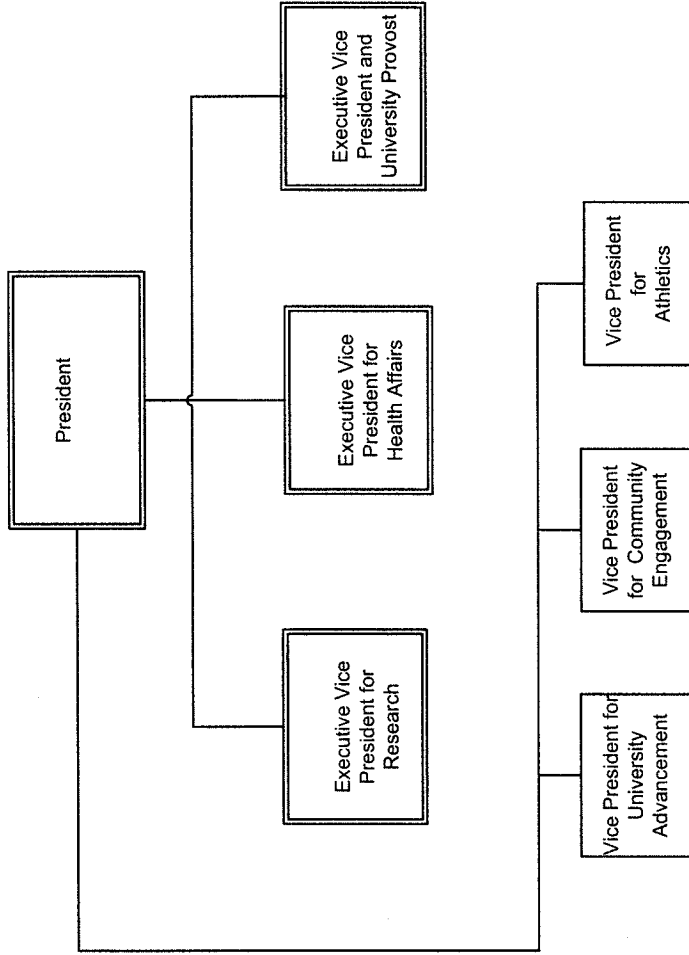 President
Executive Vice
President for
Research
Executive Vice
President for
Health Affairs
Executive Vice
President and
University Provost
Vice President for
University
Advancement
Vice President
for Community
Engagement
Vice President
for
Athletics